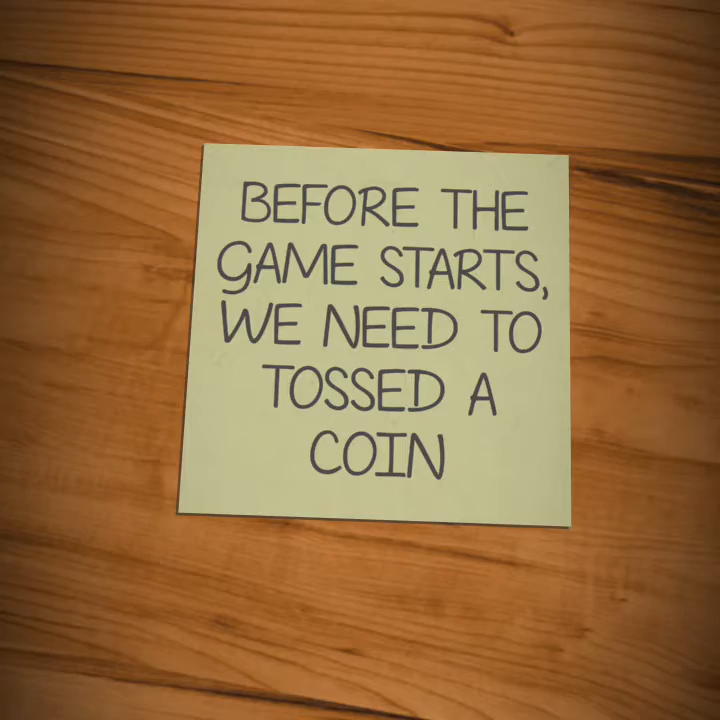 BEFORE THE
GAME STARTS,
WE NEED TO
TOSSED A
COIN